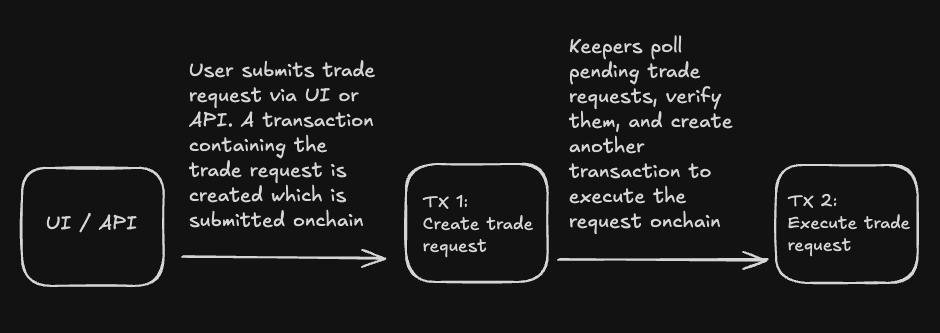 UI / API
User submits trade
request via UI or
API. A transaction
containing the
trade request is
created which is
submitted onchain
TX 1:
Create trade
request
Keepers poll
pending trade
requests, verify
them, and create
another
transaction to
execute the
request onchain
TX 2:
Execute trade
request